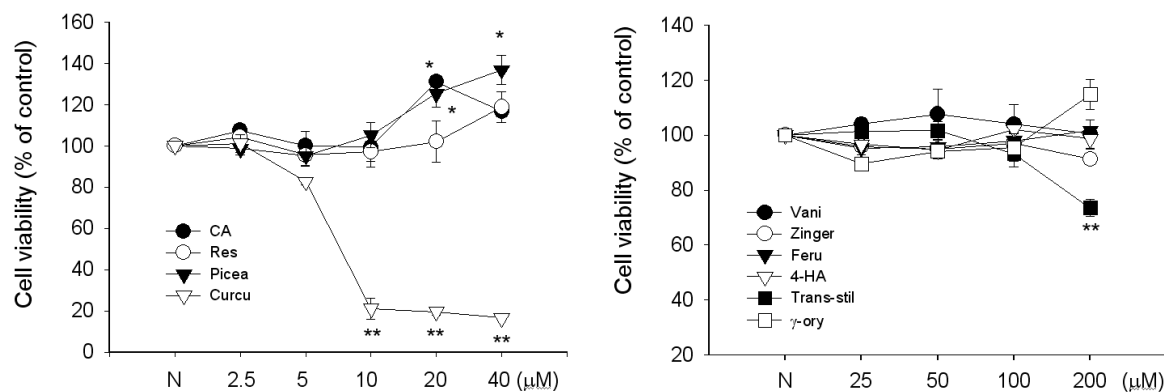 Cell viability (% of control)
160
140
120
100
80
60
40
20
0
*
*
*
**
**
**
CA
Res
Picea
Curcu
N 2.5 5 10 20 40 (μM)
Cell viability (% of control)
140
120
100
80
60
40
20
**
Vani
Zinger
Feru
4-HA
Trans-stil
γ-ory
N 25 50 100 200 (μM)